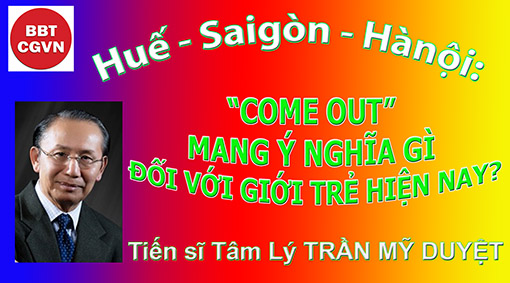 BBT
CGVN
Huế - Saigòn - Hànội:
“COME OUT”
MANG Ý NGHĨA GÌ
ĐỐI VỚI GIỚI TRẺ HIỆN NAY?
Tiến sĩ Tâm Lý TRẦN MỸ DUYỆT